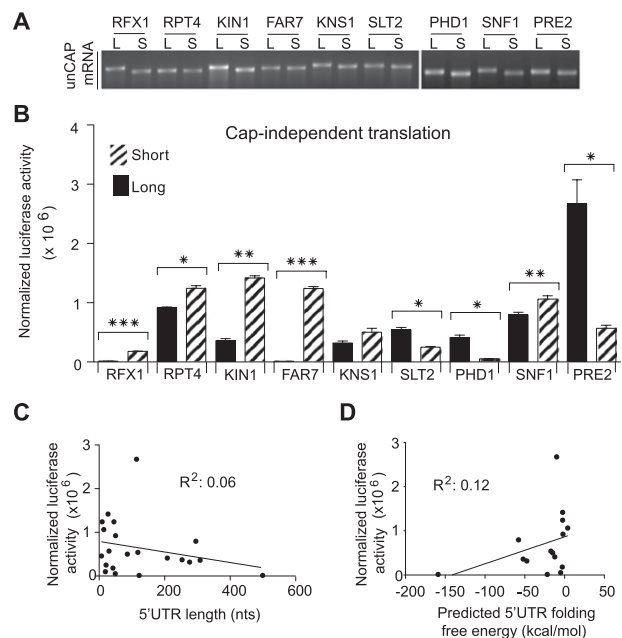 A
RFX1 RPT4 KIN1 FAR7 KNS1 SLT2 PHD1 SNF1 PRE2
L S L S L S L S L S L S L S L S L S
unCAP
mRNA
B
Cap-independent translation
Short
Long
Normalized luciferase activity
(x 10 6)
4
3
2
1
0
*** * ** *** * * ** *
RFX1 RPT4 KIN1 FAR7 KNS1 SLT2 PHD1 SNF1 PRE2
C
Normalized luciferase
activity (x10 6)
3
2
1
0
R2: 0.06
0 100 200 300 400 500 600
5'UTR length (nts)
D
Normalized luciferase
activity (x10 6)
3
2
1
0
R2: 0.12
-200 -150 -100 -50 0 50
Predicted 5'UTR folding
free energy (kcal/mol)